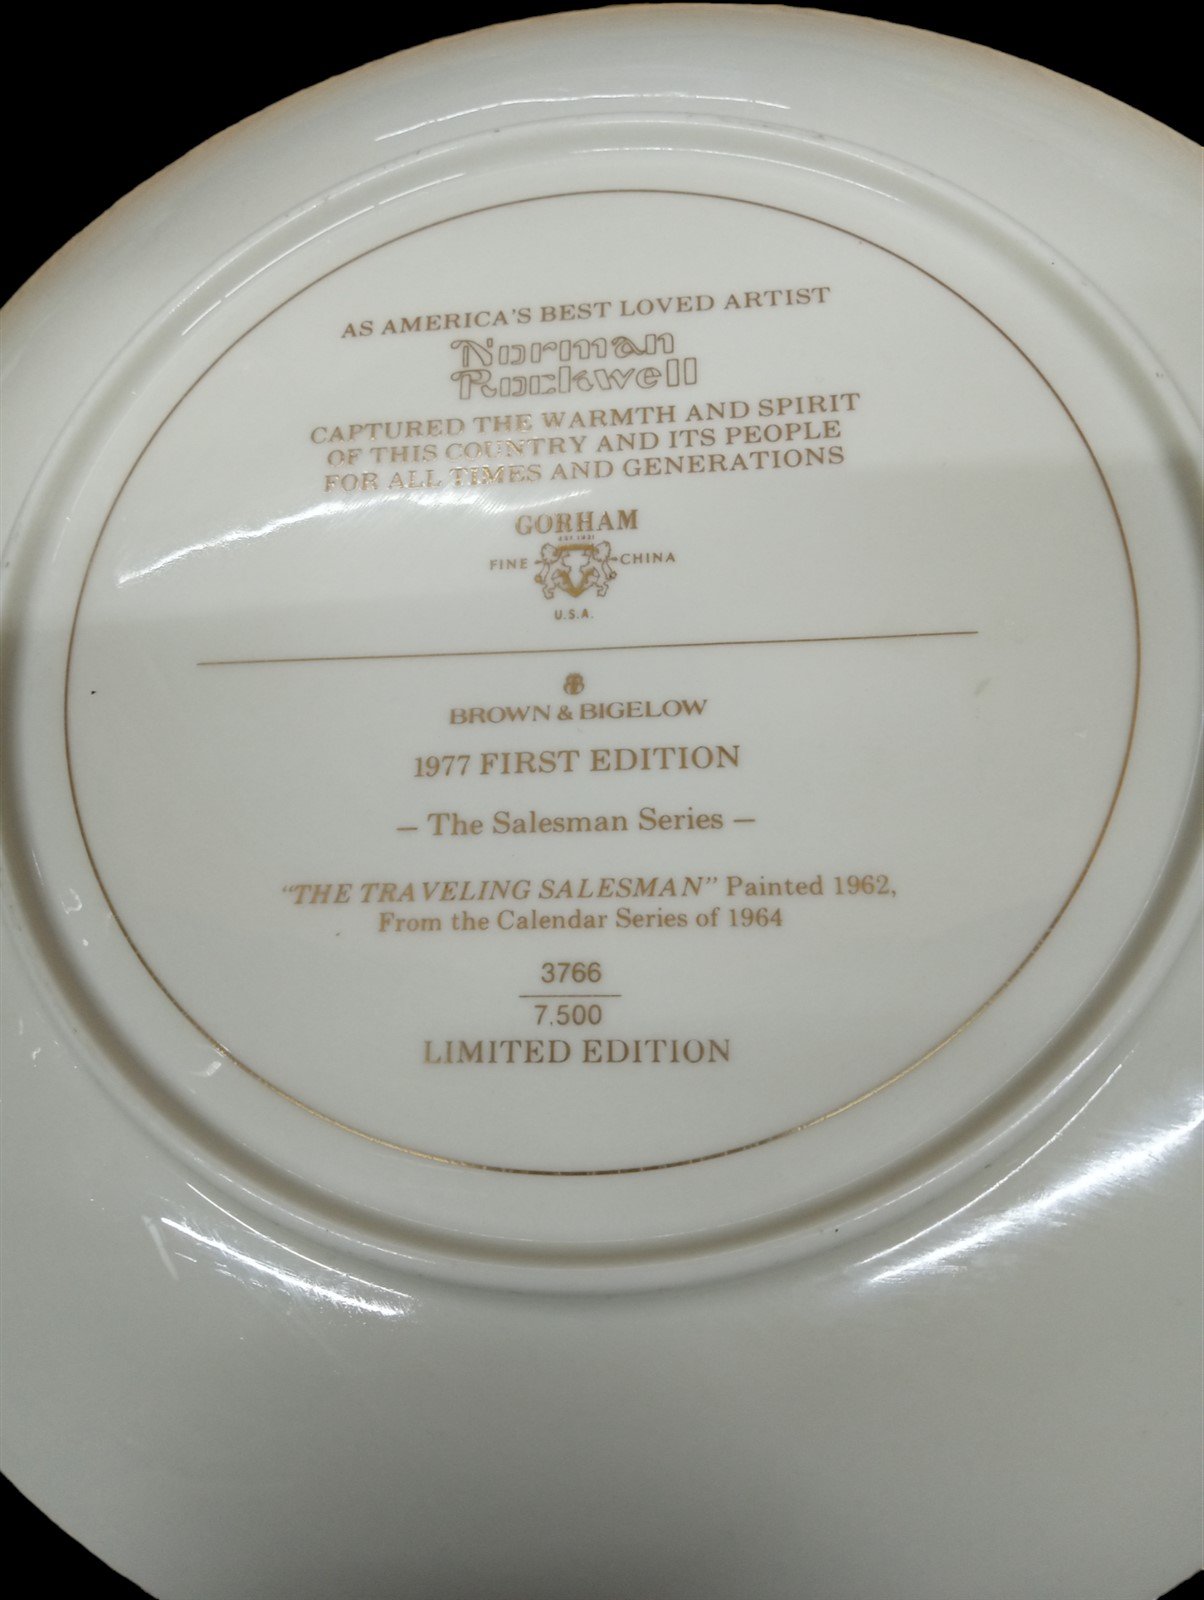 AS AMERICA'S BEST LOVED ARTIST
Norman
Rockwell
CAPTURED THE WARMTH AND SPIRIT
OF THIS COUNTRY AND ITS PEOPLE
FOR ALL TIMES AND GENERATIONS
GORHAM
EST. 1831
FINE CHINA
U.S.A.
BROWN & BIGELOW
1977 FIRST EDITION
– The Salesman Series –
“THE TRAVELING SALESMAN” Painted 1962,
From the Calendar Series of 1964
3766
7,500
LIMITED EDITION